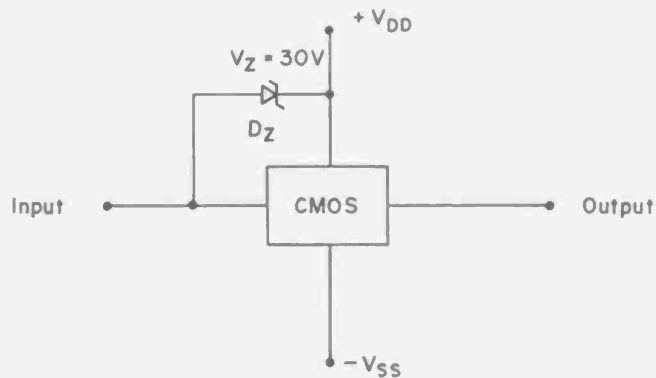 + VDD
VZ = 30V
DZ
Input
CMOS
Output
-VSS